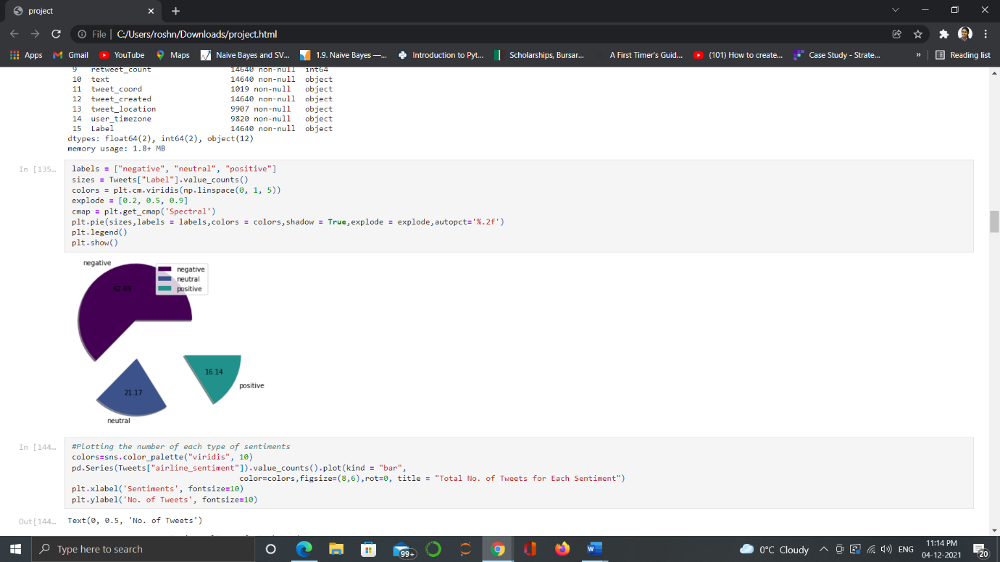 project
File | C:/Users/roshn/Downloads/project.html
Apps Gmail YouTube Maps Naive Bayes and SV... 1.9. Naive Bayes —... Introduction to Pyt... Scholarships, Bursar... A First Timer's Guid... (101) How to create... Case Study - Strate... » Reading list
9 retweet_count 14640 non-null int64
10 text 14640 non-null object
11 tweet_coord 1019 non-null object
12 tweet_created 14640 non-null object
13 tweet_location 9907 non-null object
14 user_timezone 9820 non-null object
15 Label 14640 non-null object
dtypes: float64(2), int64(2), object(12)
memory usage: 1.8+ MB
In [135…
labels = ["negative", "neutral", "positive"]
sizes = Tweets["Label"].value_counts()
colors = plt.cm.viridis(np.linspace(0, 1, 5))
explode = [0.2, 0.5, 0.9]
cmap = plt.get_cmap('Spectral')
plt.pie(sizes,labels = labels,colors = colors,shadow = True,explode = explode,autopct='%.2f')
plt.legend()
plt.show()
negative
negative
neutral
positive
62.69
16.14
positive
21.17
neutral
In [144…
#Plotting the number of each type of sentiments
colors=sns.color_palette("viridis", 10)
pd.Series(Tweets["airline_sentiment"]).value_counts().plot(kind = "bar",
color=colors,figsize=(8,6),rot=0, title = "Total No. of Tweets for Each Sentiment")
plt.xlabel('Sentiments', fontsize=10)
plt.ylabel('No. of Tweets', fontsize=10)
Out[144…
Text(0, 0.5, 'No. of Tweets')
Type here to search
99+
0°C Cloudy
ENG
11:14 PM
04-12-2021
20